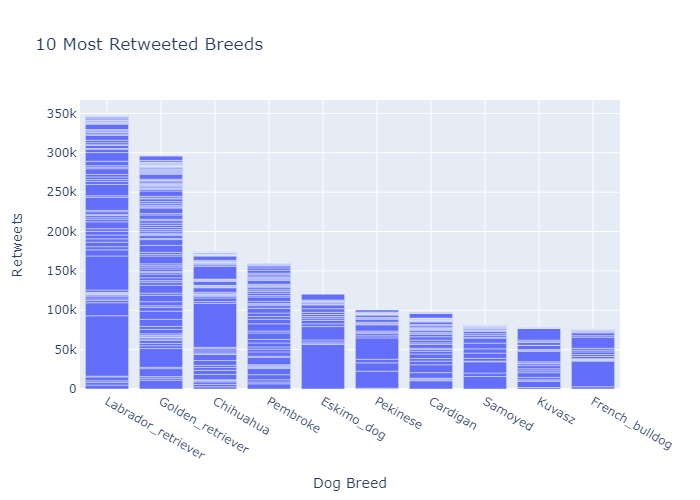 10 Most Retweeted Breeds
350k
300k
250k
200k
150k
100k
50k
0
Retweets
Labrador_retriever
Golden_retriever
Chihuahua
Pembroke
Eskimo_dog
Pekinese
Cardigan
Samoyed
Kuvasz
French_bulldog
Dog Breed